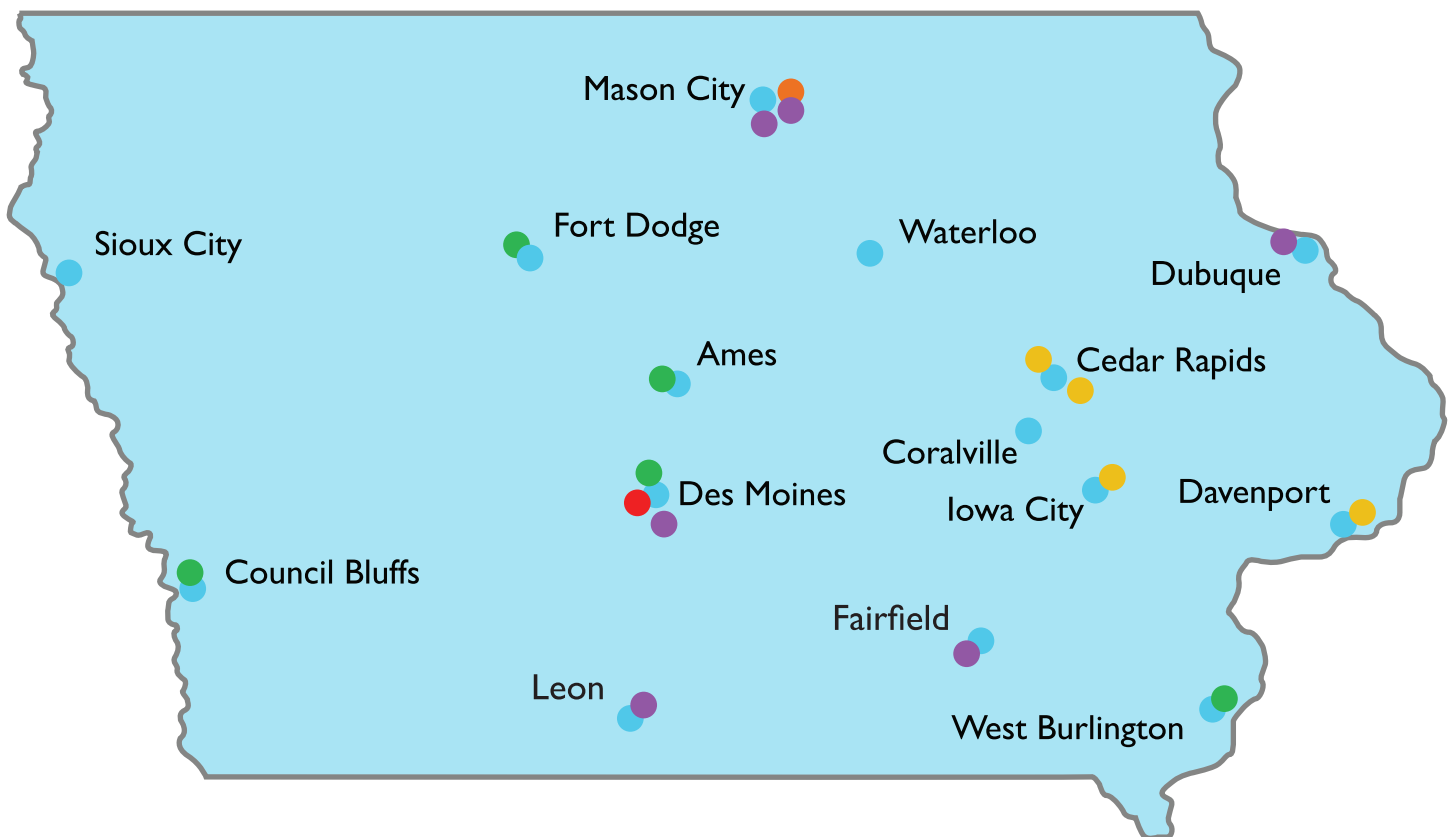 Mason City
Fort Dodge
Waterloo
Sioux City
Dubuque
Ames
Cedar Rapids
Coralville
Des Moines
Iowa City
Davenport
Council Bluffs
Fairfield
Leon
West Burlington